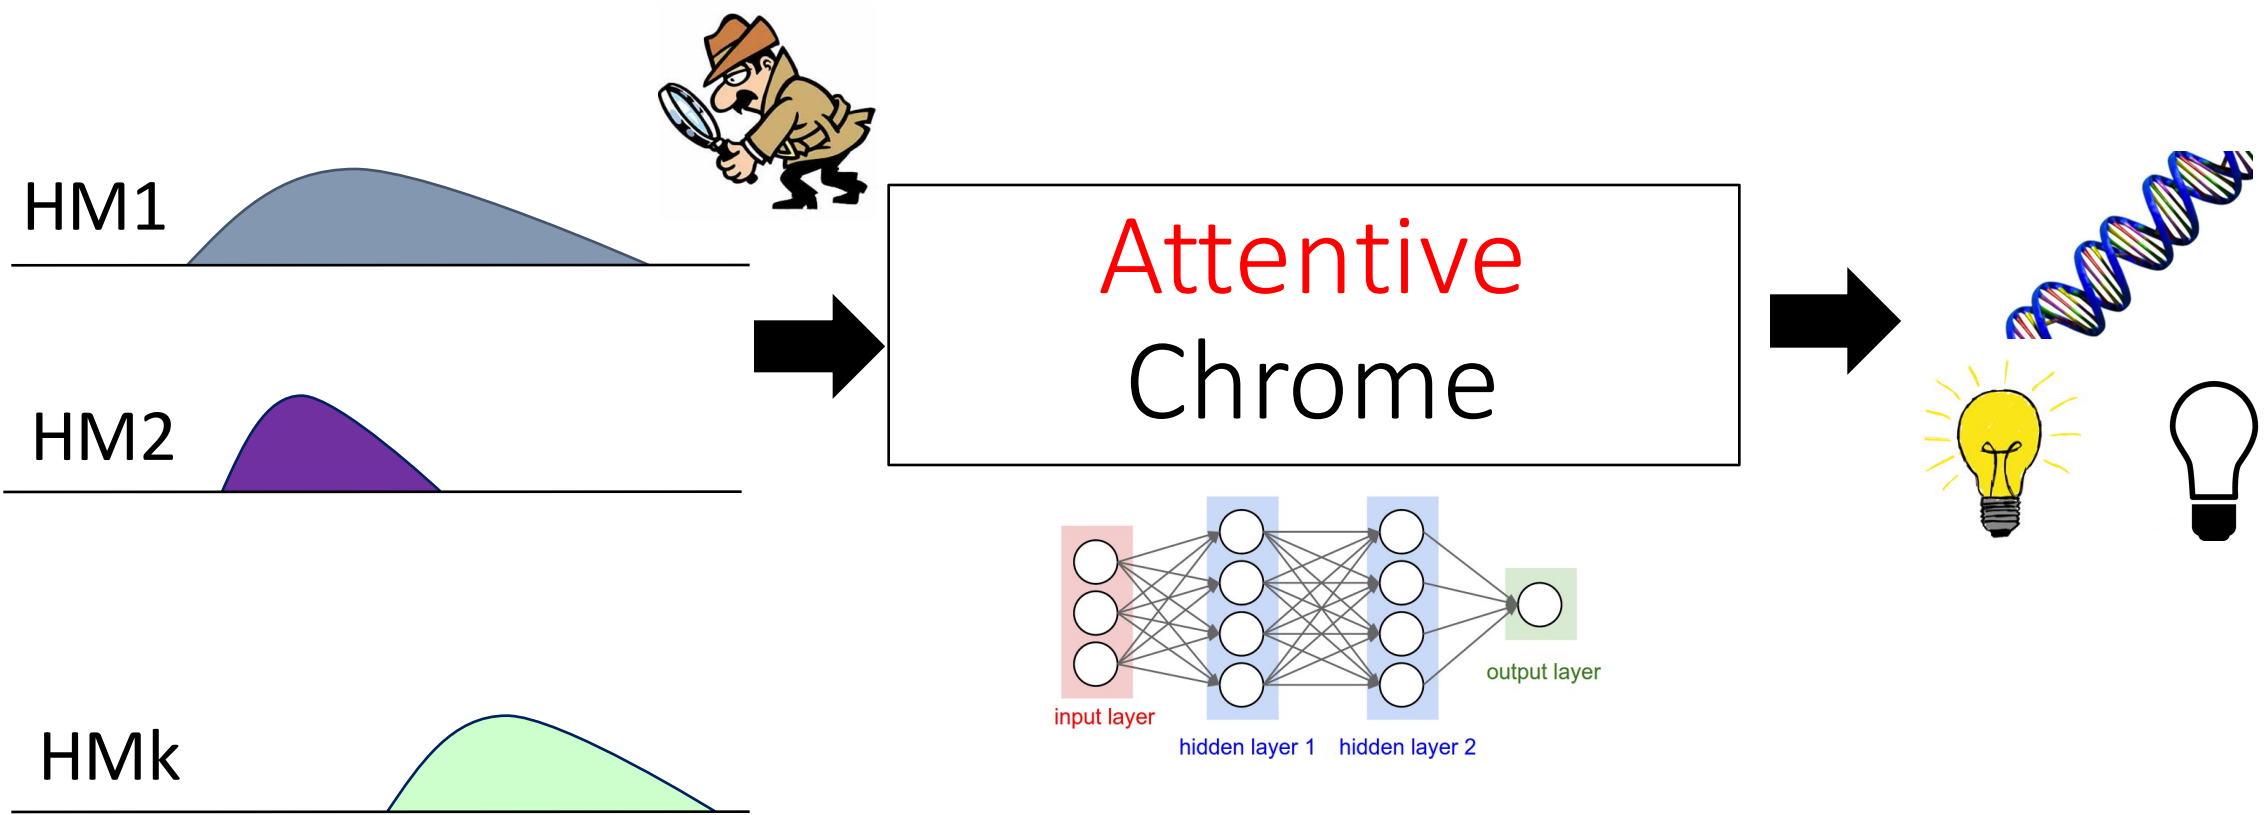 HM1
HM2
HMk
Attentive
Chrome
input layer
hidden layer 1
hidden layer 2
output layer